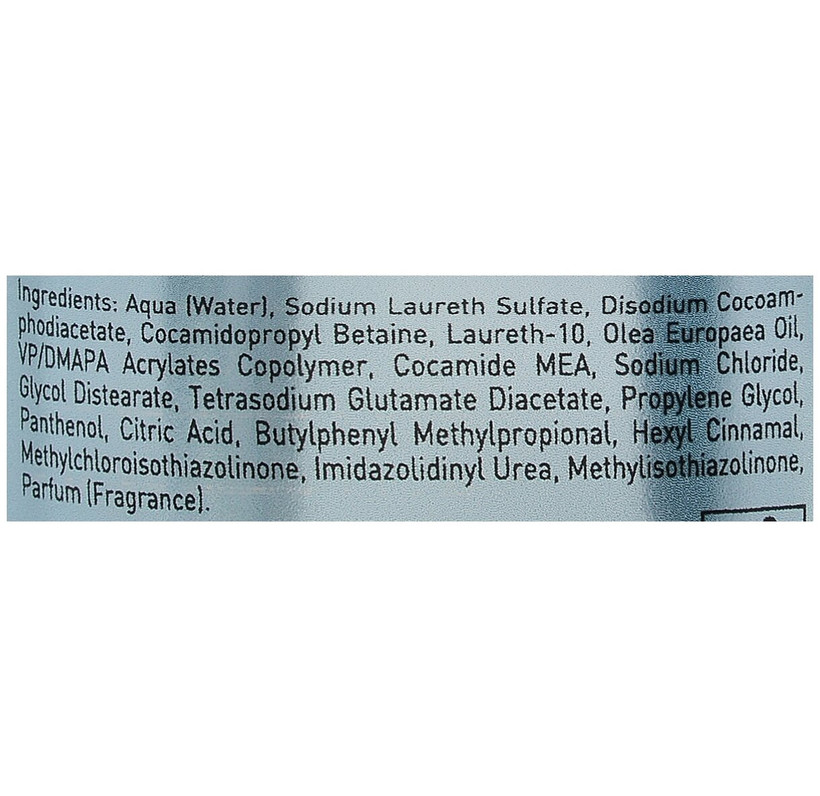 Ingredients: Aqua (Water), Sodium Laureth Sulfate, Disodium Cocoam-
phodiacetate, Cocamidopropyl Betaine, Laureth-10, Olea Europaea Oil,
VP/DMAPA Acrylates Copolymer, Cocamide MEA, Sodium Chloride,
Glycol Distearate, Tetrasodium Glutamate Diacetate, Propylene Glycol,
Panthenol, Citric Acid, Butylphenyl Methylpropional, Hexyl Cinnamal,
Methylchloroisothiazolinone, Imidazolidinyl Urea, Methylisothiazolinone,
Parfum (Fragrance).